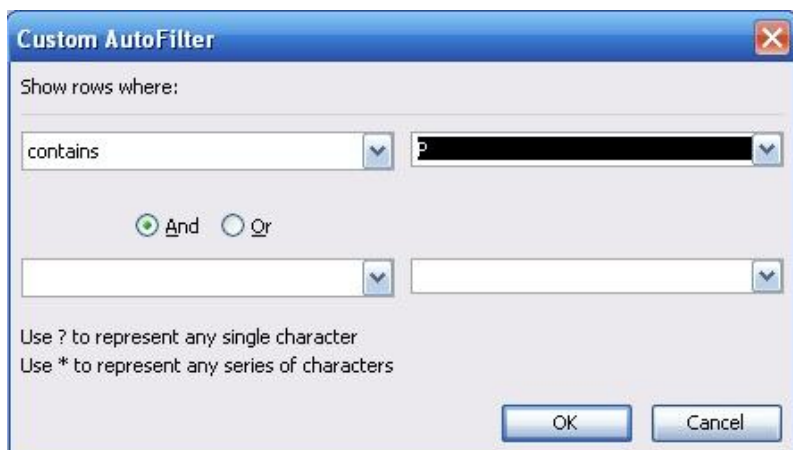 Custom AutoFilter
Show rows where:
contains P
And Or
Use ? to represent any single character
Use * to represent any series of characters
OK Cancel